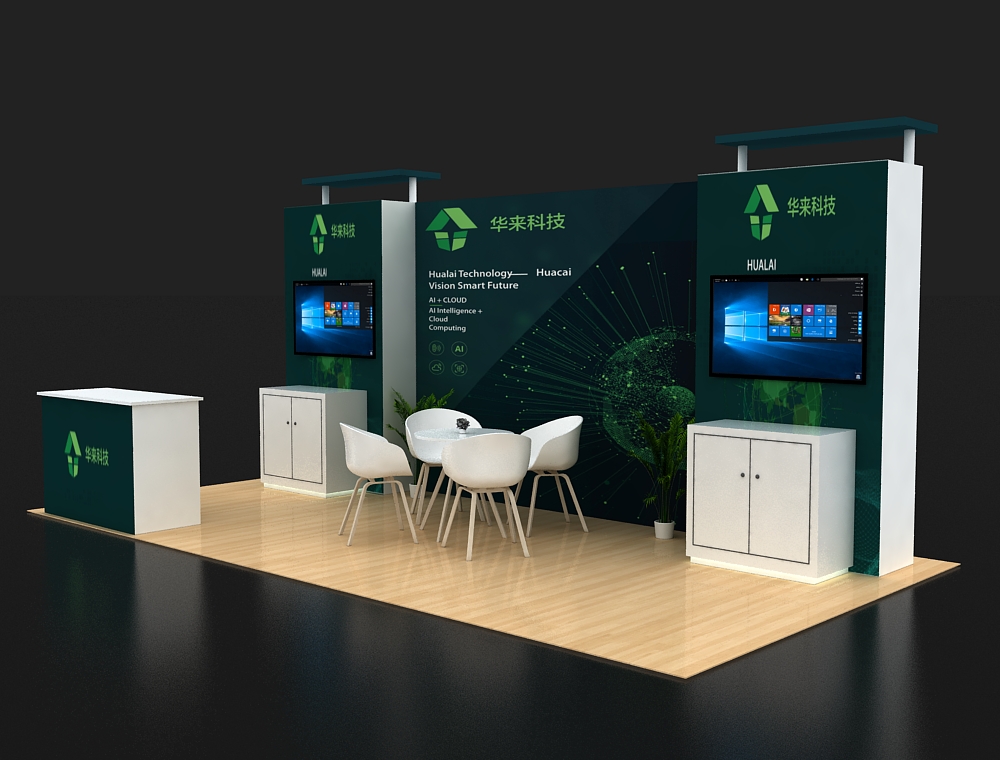 华来科技
HUALAI
华来科技
Hualai Technology—— Huacai
Vision Smart Future
AI + CLOUD
AI Intelligence +
Cloud
Computing
AI
华来科技
HUALAI
华来科技